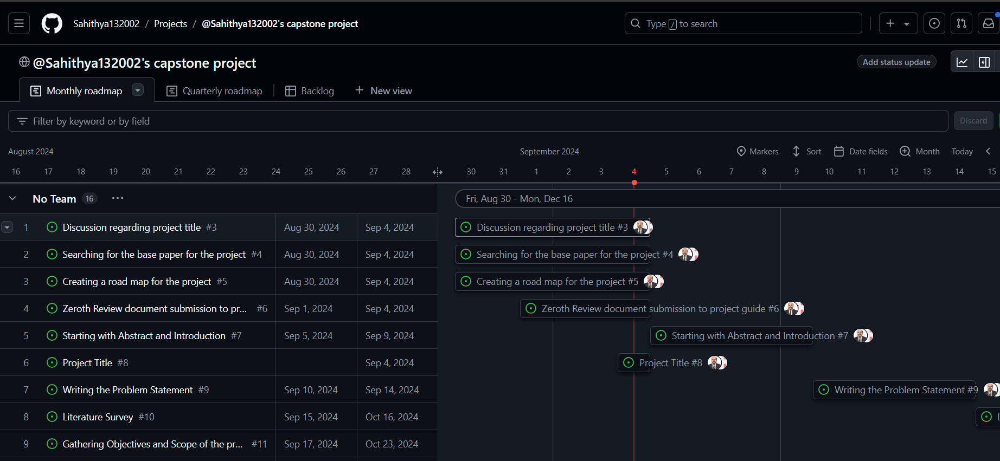 Sahithya132002 / Projects / @Sahithya132002's capstone project
Type / to search
@Sahithya132002's capstone project
Add status update
Monthly roadmap
Quarterly roadmap
Backlog
New view
Filter by keyword or by field
Discard
August 2024
September 2024
Markers
Sort
Date fields
Month
Today
16 17 18 19 20 21 22 23 24 25 26 27 28 30 31 1 2 3 4 5 6 7 8 9 10 11 12 13 14 15
No Team 16
Fri, Aug 30 - Mon, Dec 16
1 Discussion regarding project title #3 Aug 30, 2024 Sep 4, 2024 Discussion regarding project title #3
2 Searching for the base paper for the project #4 Aug 30, 2024 Sep 4, 2024 Searching for the base paper for the project #4
3 Creating a road map for the project #5 Aug 30, 2024 Sep 4, 2024 Creating a road map for the project #5
4 Zeroth Review document submission to pr... #6 Sep 1, 2024 Sep 4, 2024 Zeroth Review document submission to project guide #6
5 Starting with Abstract and Introduction #7 Sep 5, 2024 Sep 9, 2024 Starting with Abstract and Introduction #7
6 Project Title #8 Sep 4, 2024 Project Title #8
7 Writing the Problem Statement #9 Sep 10, 2024 Sep 14, 2024 Writing the Problem Statement #9
8 Literature Survey #10 Sep 15, 2024 Oct 16, 2024
9 Gathering Objectives and Scope of the pr... #11 Sep 17, 2024 Oct 23, 2024